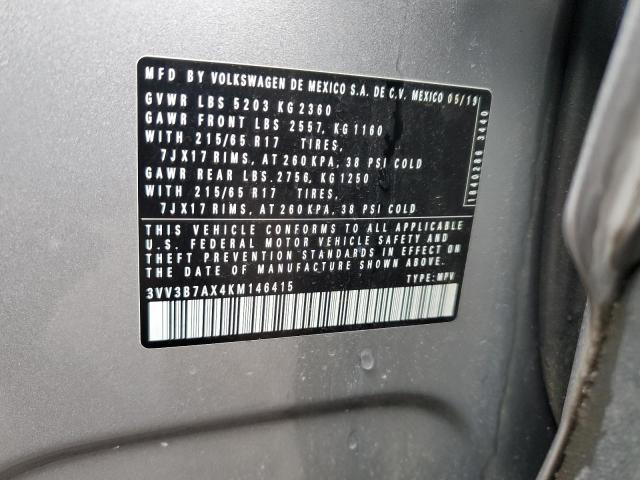 MFD BY VOLKSWAGEN DE MEXICO S.A. DE C.V. MEXICO 05/19
GVWR LBS 5203 KG 2360
GAWR FRONT LBS 2557, KG 1160
WITH 215/65 R17 TIRES,
7JX17 RIMS, AT 260 KPA, 38 PSI COLD
GAWR REAR LBS.2756, KG 1250
WITH 215/65 R17 TIRES,
7JX17 RIMS, AT 260 KPA, 38 PSI COLD
1840286 3440
THIS VEHICLE CONFORMS TO ALL APPLICABLE
U.S. FEDERAL MOTOR VEHICLE SAFETY AND
THEFT PREVENTION STANDARDS IN EFFECT ON
THE DATE OF MANUFACTURE SHOWN ABOVE.
3VV3B7AX4KM146415 TYPE: MPV